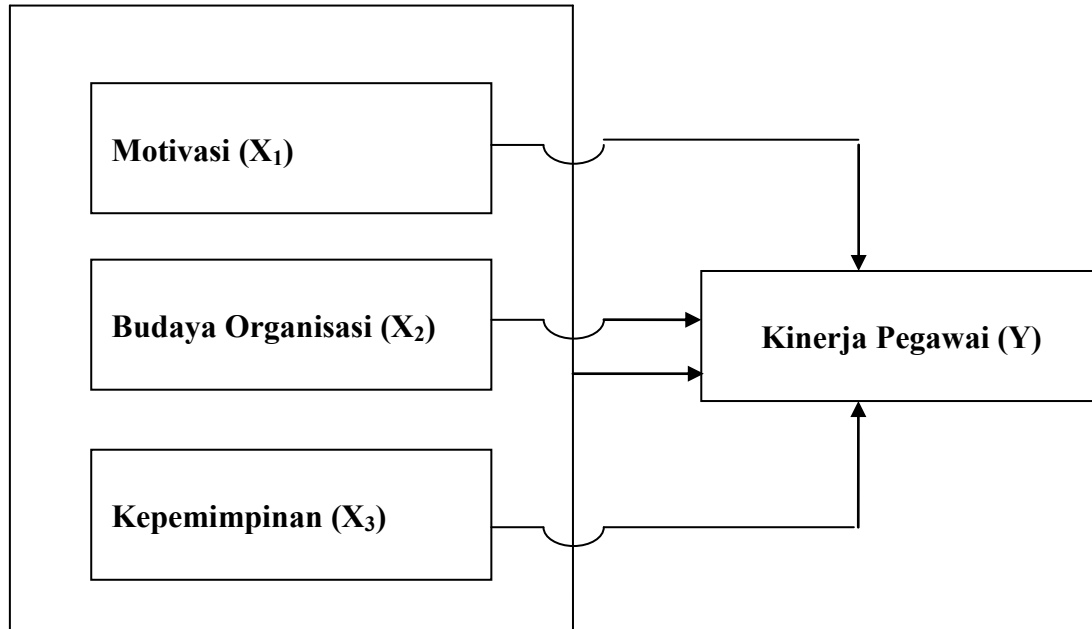 Motivasi (X₁)
Budaya Organisasi (X₂)
Kinerja Pegawai (Y)
Kepemimpinan (X₃)